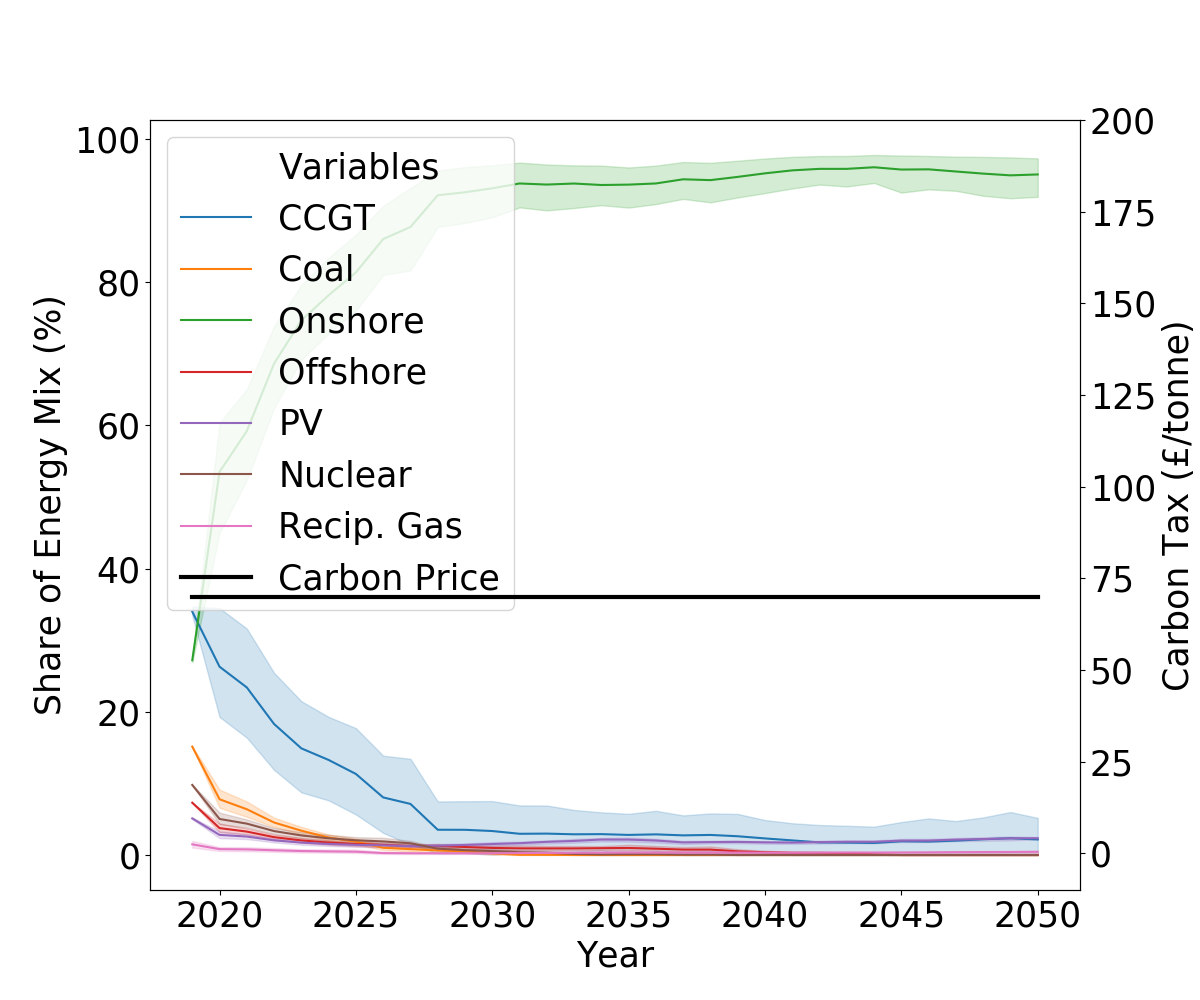 Share of Energy Mix (%)
100
80
60
40
20
0
Variables
CCGT
Coal
Onshore
Offshore
PV
Nuclear
Recip. Gas
Carbon Price
200
175
150
125
100
75
50
25
0
Carbon Tax (£/tonne)
2020 2025 2030 2035 2040 2045 2050
Year